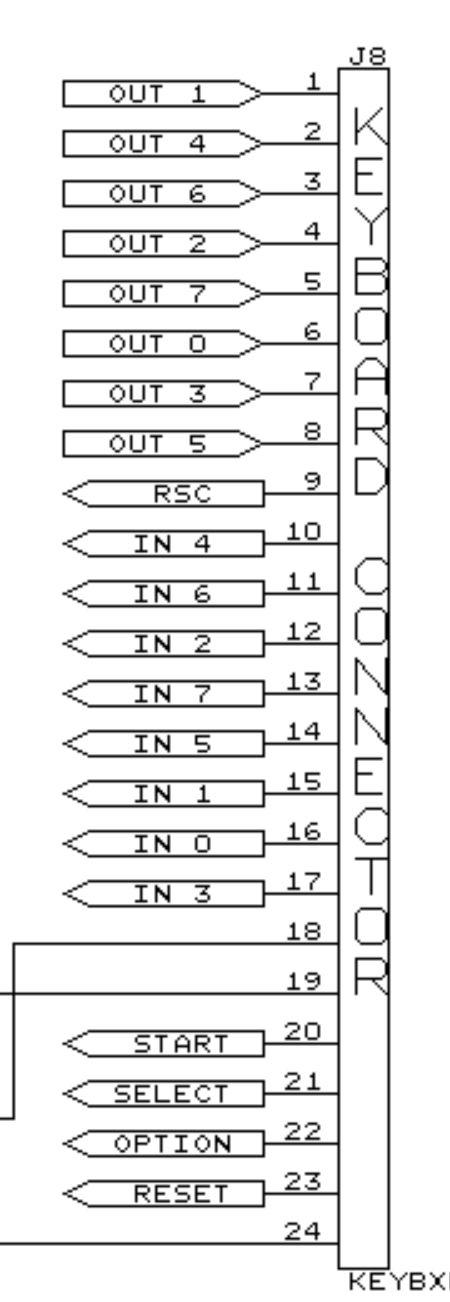 J8
OUT 1 1
OUT 4 2
OUT 6 3
OUT 2 4
OUT 7 5
OUT 0 6
OUT 3 7
OUT 5 8
RSC 9
IN 4 10
IN 6 11
IN 2 12
IN 7 13
IN 5 14
IN 1 15
IN 0 16
IN 3 17
18
19
START 20
SELECT 21
OPTION 22
RESET 23
24
KEYBOARD CONNECTOR